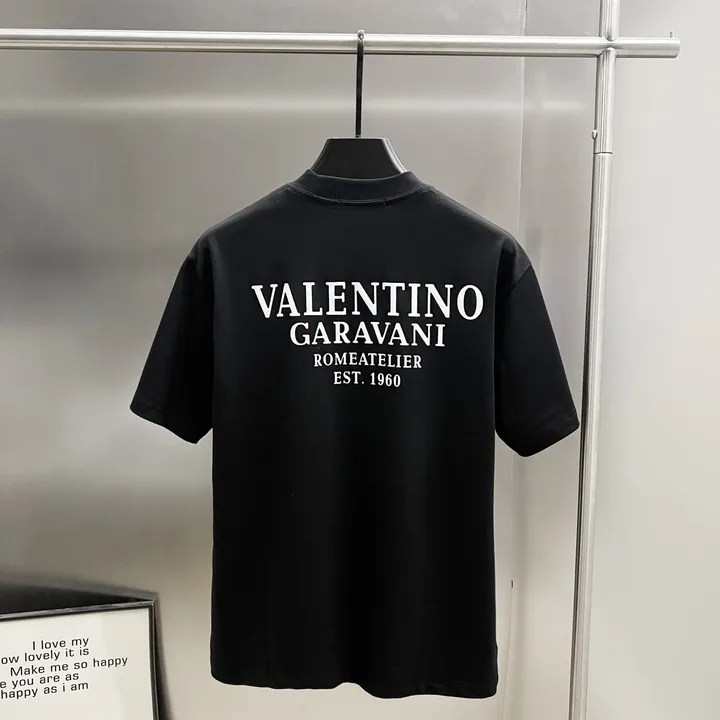 VALENTINO
GARAVANI
ROMEATELIER
EST. 1960
I love my
ow lovely it is
Make me so happy
e you are as
happy as i am